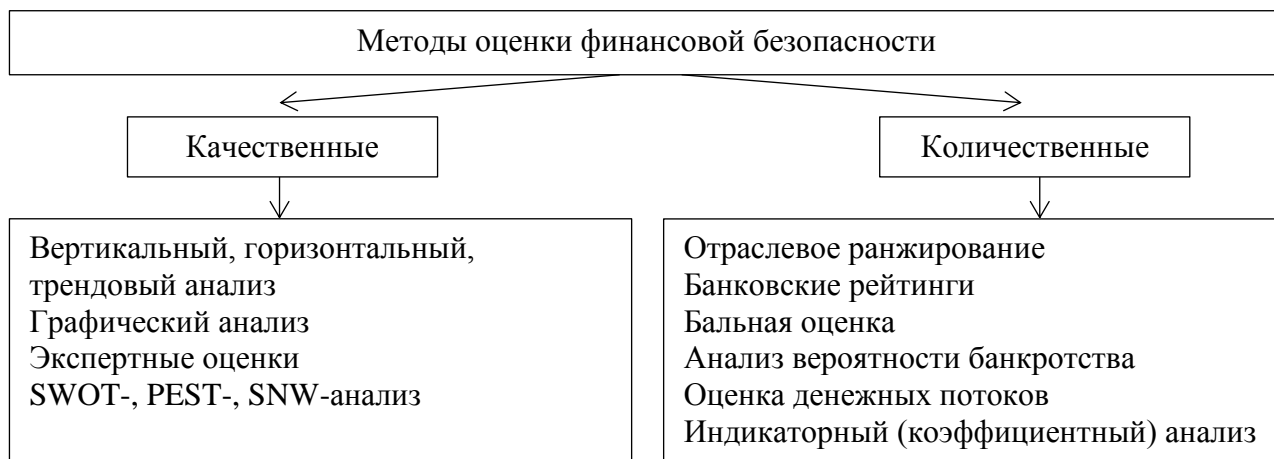 Методы оценки финансовой безопасности
Качественные
Количественные
Вертикальный, горизонтальный,
трендовый анализ
Графический анализ
Экспертные оценки
SWOT-, PEST-, SNW-анализ
Отраслевое ранжирование
Банковские рейтинги
Бальная оценка
Анализ вероятности банкротства
Оценка денежных потоков
Индикаторный (коэффициентный) анализ